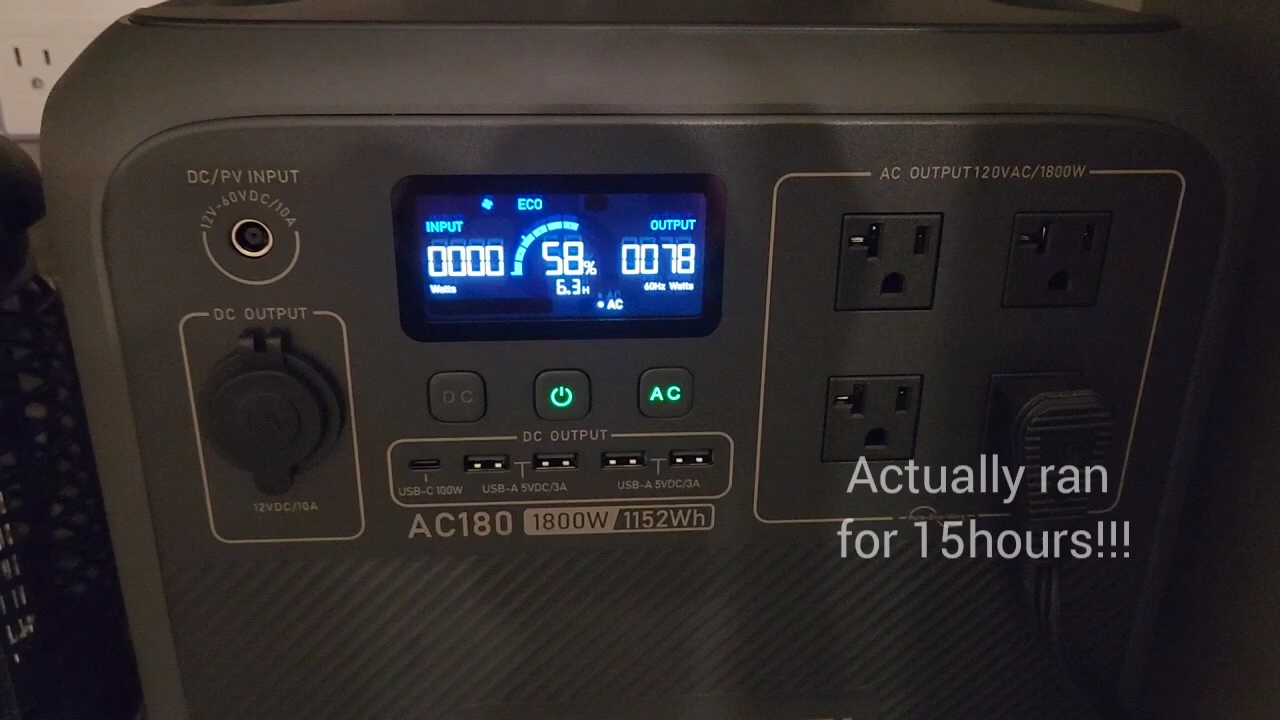 DC/PV INPUT
12V-60VDC/10A
DC OUTPUT
12VDC/10A
ECO
INPUT
0000
Watts
58%
6.3H
AC
OUTPUT
0078
60Hz Watts
DC
AC
DC OUTPUT
USB-C 100W
USB-A 5VDC/3A
USB-A 5VDC/3A
AC180 1800W/1152Wh
AC OUTPUT 120VAC/1800W
Actually ran
for 15hours!!!